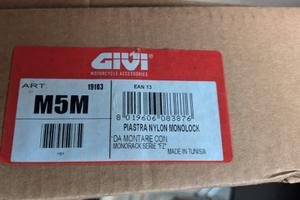 GIVI
MOTORCYCLE ACCESSORIES
ART.
19103
EAN 13
M5M
8 019606 083876
PIASTRA NYLON MONOLOCK
DA MONTARE CON
MONORACK SERIE "FZ"
MADE IN TUNISIA